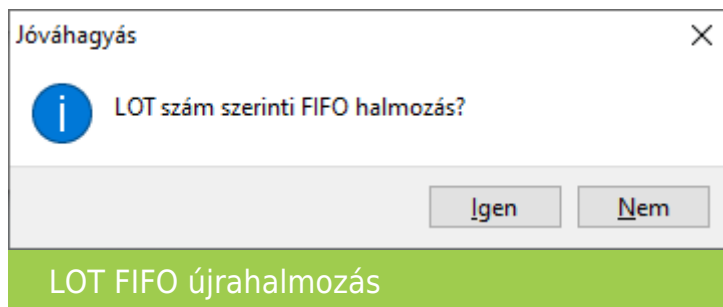 Jóváhagyás
LOT szám szerinti FIFO halmozás?
Igen
Nem
LOT FIFO újrahalmozás